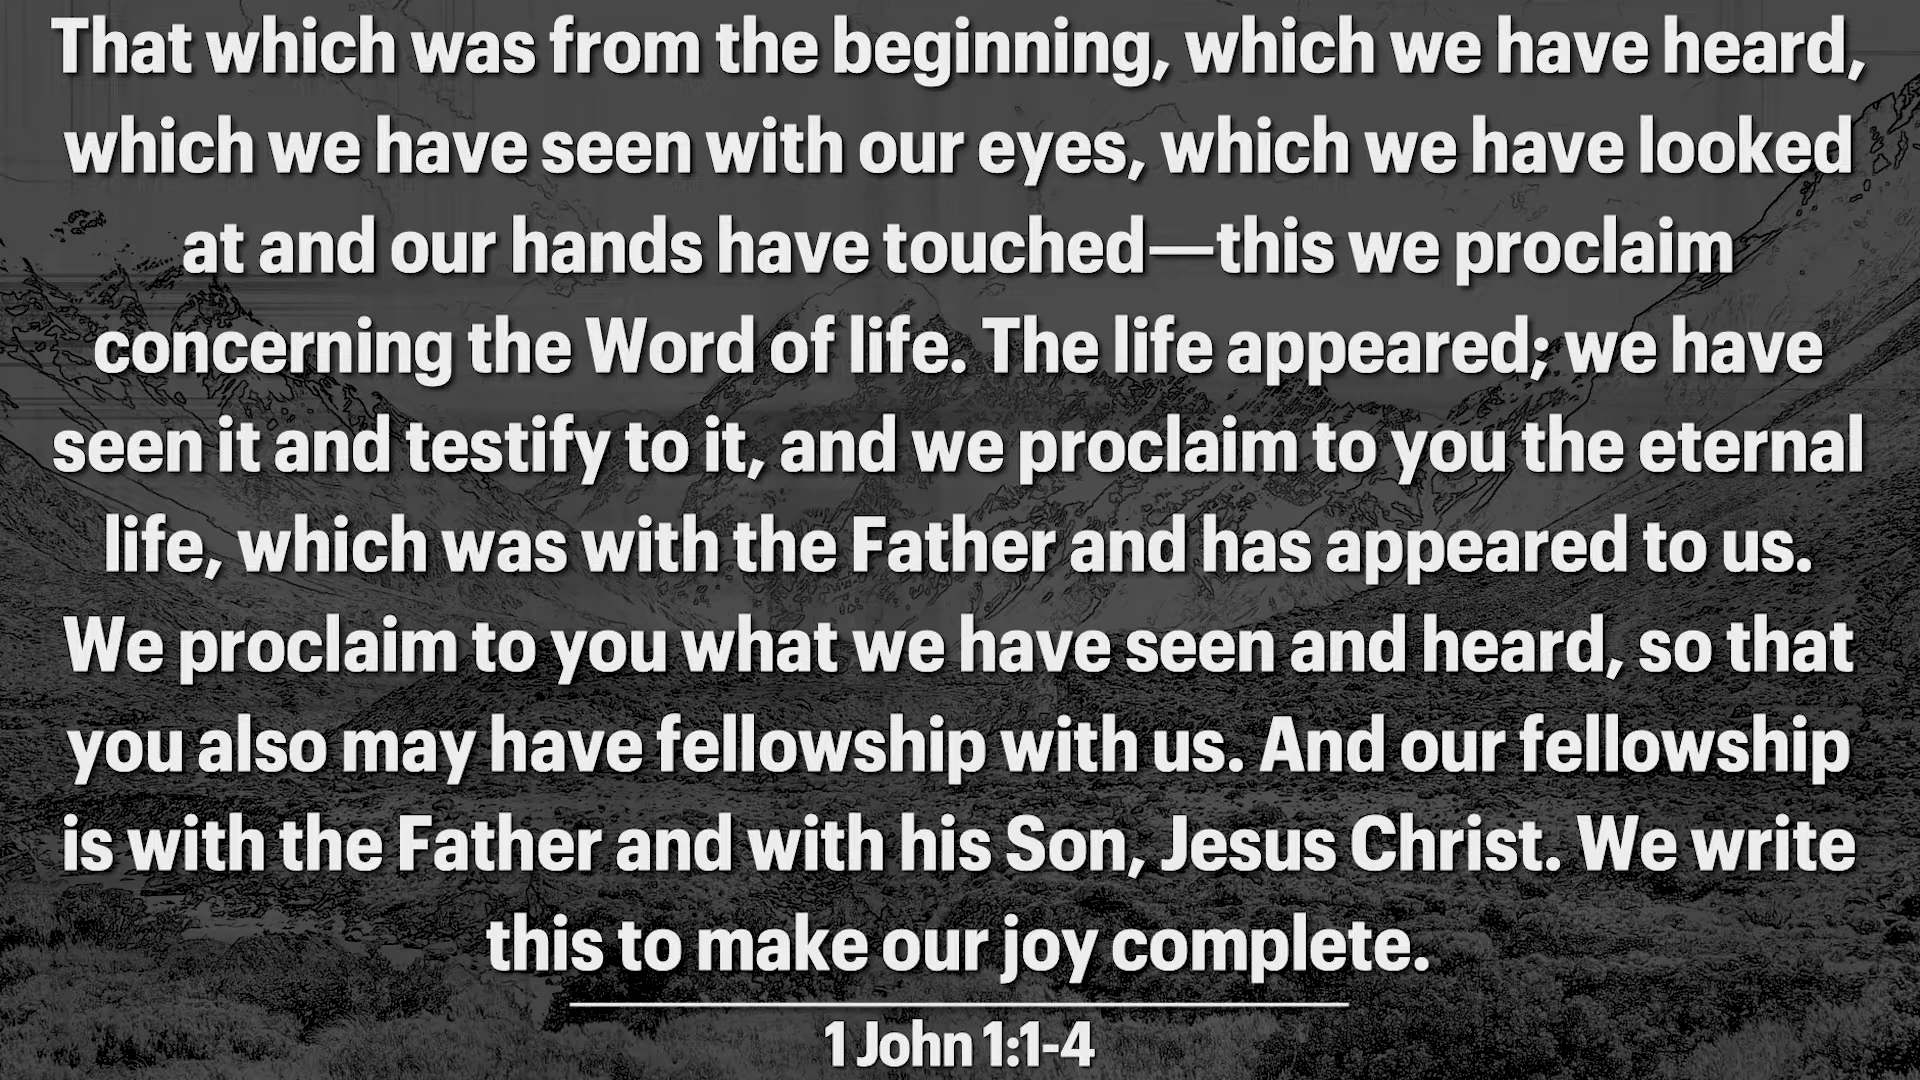 That which was from the beginning, which we have heard,
which we have seen with our eyes, which we have looked
at and our hands have touched—this we proclaim
concerning the Word of life. The life appeared; we have
seen it and testify to it, and we proclaim to you the eternal
life, which was with the Father and has appeared to us.
We proclaim to you what we have seen and heard, so that
you also may have fellowship with us. And our fellowship
is with the Father and with his Son, Jesus Christ. We write
this to make our joy complete.
1 John 1:1-4